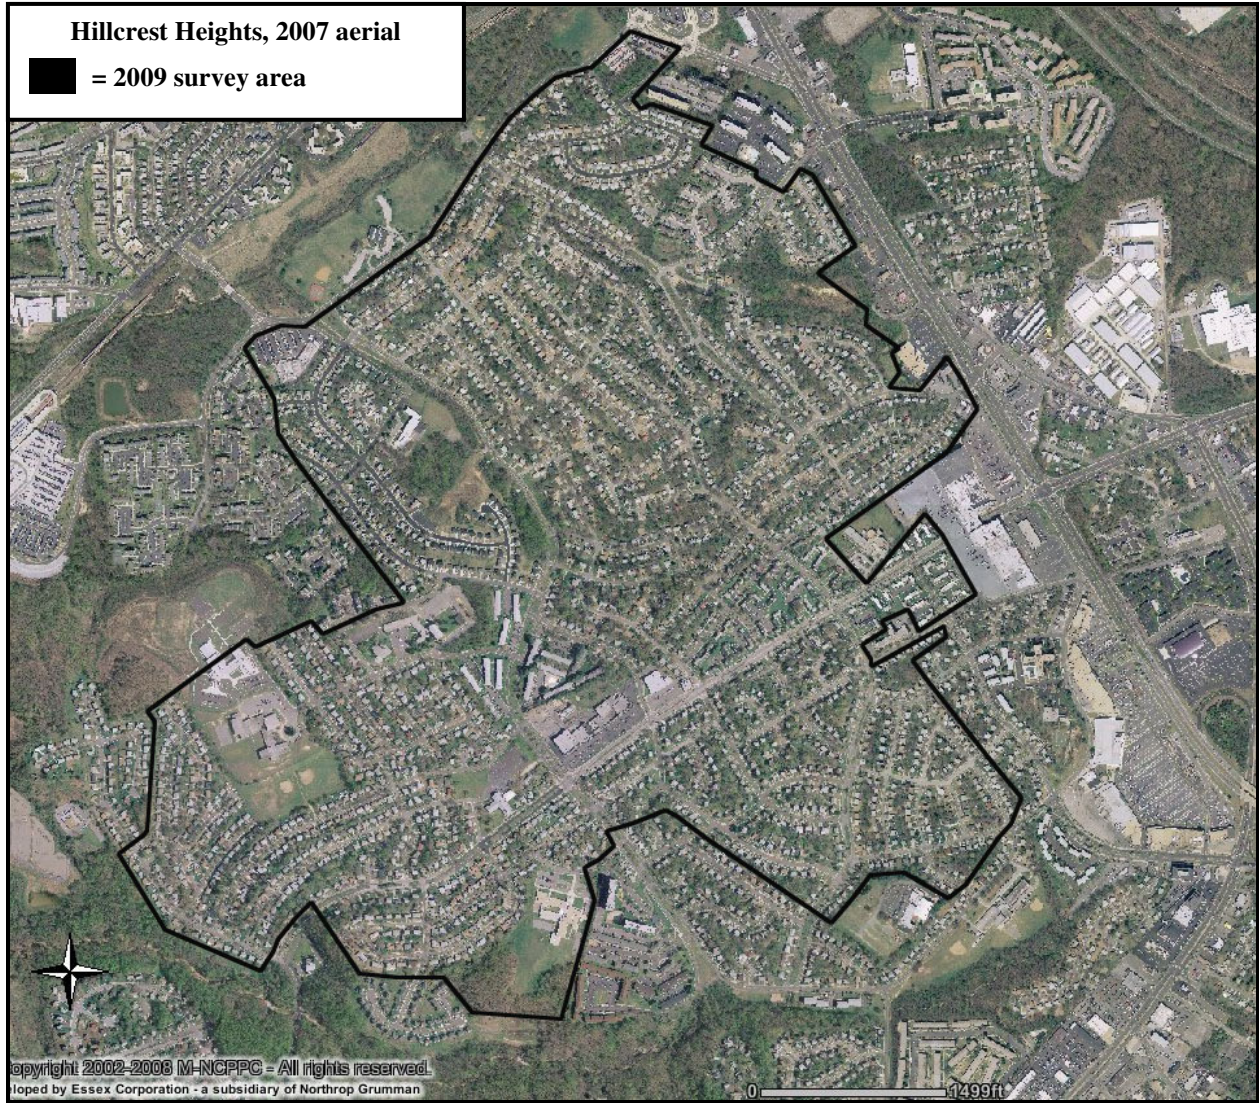 Hillcrest Heights, 2007 aerial
= 2009 survey area
opyright 2002-2008 M-NCPPC - All rights reserved.
eloped by Essex Corporation - a subsidiary of Northrop Grumman
0 1499ft